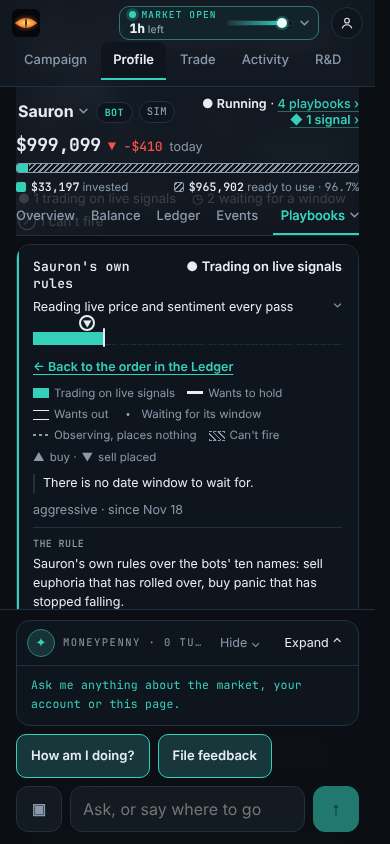 MARKET OPEN
1h left
Campaign Profile Trade Activity R&D
Sauron BOT SIM
Running · 4 playbooks ›
◆ 1 signal ›
$999,099 ▼ -$410 today
$33,197 invested $965,902 ready to use · 96.7%
1 trading on live signals 2 waiting for a window
Overview Balance Ledger Events Playbooks
1 can't fire
Sauron's own rules
Trading on live signals
Reading live price and sentiment every pass
← Back to the order in the Ledger
Trading on live signals Wants to hold
Wants out Waiting for its window
Observing, places nothing Can't fire
▲ buy · ▼ sell placed
There is no date window to wait for.
aggressive · since Nov 18
THE RULE
Sauron's own rules over the bots' ten names: sell
euphoria that has rolled over, buy panic that has
stopped falling.
MONEYPENNY · 0 TU… Hide Expand
Ask me anything about the market, your
account or this page.
How am I doing? File feedback
Ask, or say where to go